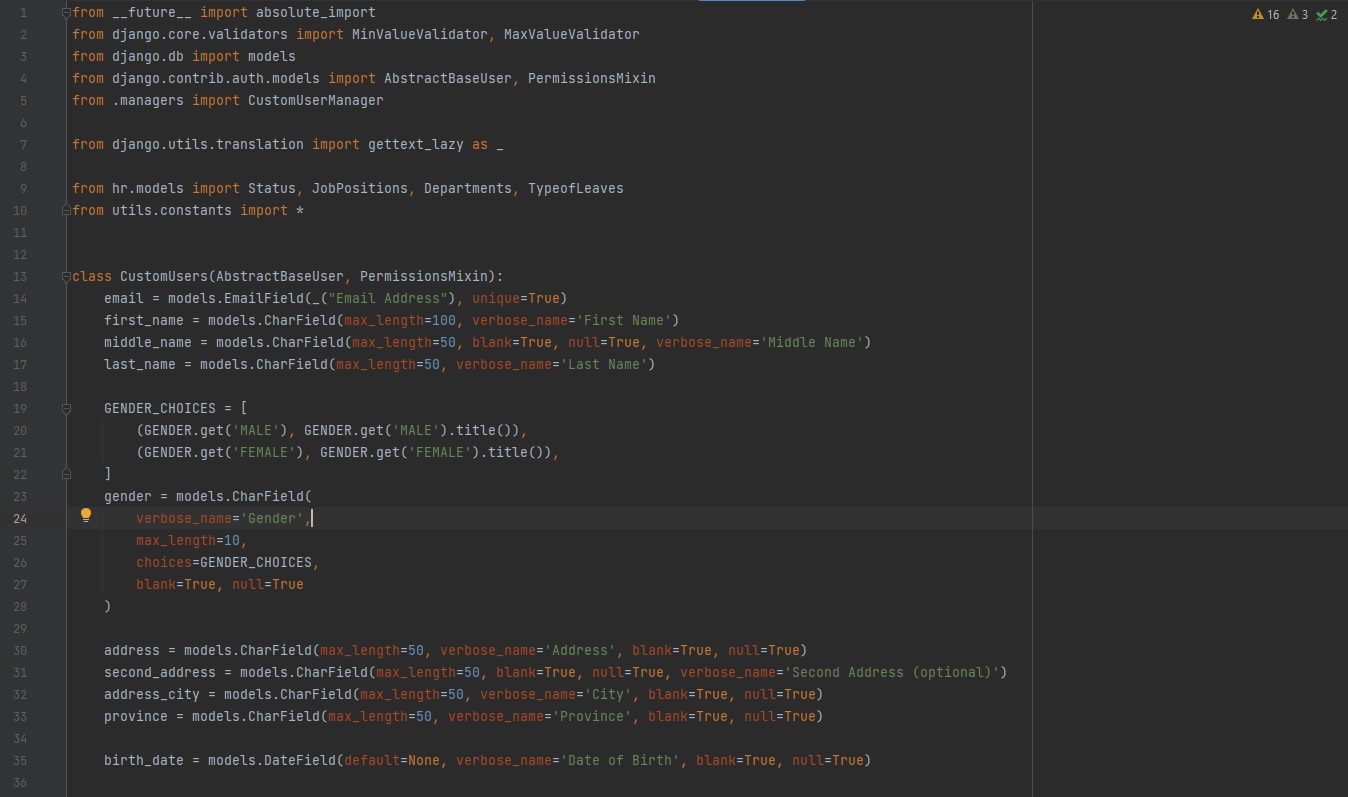 1 from __future__ import absolute_import
2 from django.core.validators import MinValueValidator, MaxValueValidator
3 from django.db import models
4 from django.contrib.auth.models import AbstractBaseUser, PermissionsMixin
5 from .managers import CustomUserManager
6
7 from django.utils.translation import gettext_lazy as _
8
9 from hr.models import Status, JobPositions, Departments, TypeofLeaves
10 from utils.constants import *
11
12
13 class CustomUsers(AbstractBaseUser, PermissionsMixin):
14     email = models.EmailField(_("Email Address"), unique=True)
15     first_name = models.CharField(max_length=100, verbose_name='First Name')
16     middle_name = models.CharField(max_length=50, blank=True, null=True, verbose_name='Middle Name')
17     last_name = models.CharField(max_length=50, verbose_name='Last Name')
18
19     GENDER_CHOICES = [
20         (GENDER.get('MALE'), GENDER.get('MALE').title()),
21         (GENDER.get('FEMALE'), GENDER.get('FEMALE').title()),
22     ]
23     gender = models.CharField(
24         verbose_name='Gender',
25         max_length=10,
26         choices=GENDER_CHOICES,
27         blank=True, null=True
28     )
29
30     address = models.CharField(max_length=50, verbose_name='Address', blank=True, null=True)
31     second_address = models.CharField(max_length=50, blank=True, null=True, verbose_name='Second Address (optional)')
32     address_city = models.CharField(max_length=50, verbose_name='City', blank=True, null=True)
33     province = models.CharField(max_length=50, verbose_name='Province', blank=True, null=True)
34
35     birth_date = models.DateField(default=None, verbose_name='Date of Birth', blank=True, null=True)
36
16 3 2